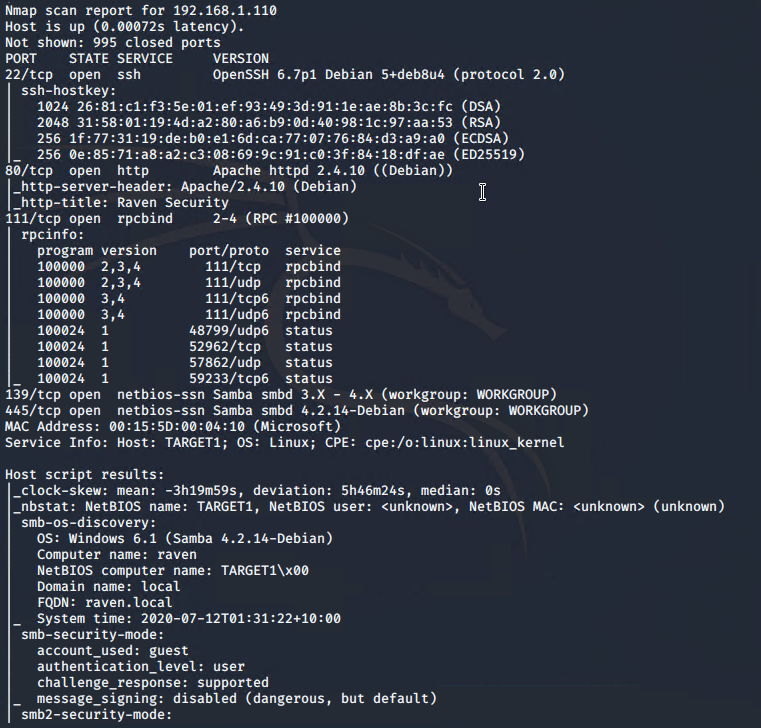 Nmap scan report for 192.168.1.110
Host is up (0.00072s latency).
Not shown: 995 closed ports
PORT    STATE SERVICE     VERSION
22/tcp  open  ssh         OpenSSH 6.7p1 Debian 5+deb8u4 (protocol 2.0)
| ssh-hostkey:
|   1024 26:81:c1:f3:5e:01:ef:93:49:3d:91:1e:ae:8b:3c:fc (DSA)
|   2048 31:58:01:19:4d:a2:80:a6:b9:0d:40:98:1c:97:aa:53 (RSA)
|   256 1f:77:31:19:de:b0:e1:6d:ca:77:07:76:84:d3:a9:a0 (ECDSA)
|_  256 0e:85:71:a8:a2:c3:08:69:9c:91:c0:3f:84:18:df:ae (ED25519)
80/tcp  open  http        Apache httpd 2.4.10 ((Debian))
|_http-server-header: Apache/2.4.10 (Debian)
|_http-title: Raven Security
111/tcp open  rpcbind     2-4 (RPC #100000)
| rpcinfo:
|   program version    port/proto  service
|   100000  2,3,4        111/tcp   rpcbind
|   100000  2,3,4        111/udp   rpcbind
|   100000  3,4          111/tcp6  rpcbind
|   100000  3,4          111/udp6  rpcbind
|   100024  1          48799/udp6  status
|   100024  1          52962/tcp   status
|   100024  1          57862/udp   status
|_  100024  1          59233/tcp6  status
139/tcp open  netbios-ssn Samba smbd 3.X - 4.X (workgroup: WORKGROUP)
445/tcp open  netbios-ssn Samba smbd 4.2.14-Debian (workgroup: WORKGROUP)
MAC Address: 00:15:5D:00:04:10 (Microsoft)
Service Info: Host: TARGET1; OS: Linux; CPE: cpe:/o:linux:linux_kernel

Host script results:
|_clock-skew: mean: -3h19m59s, deviation: 5h46m24s, median: 0s
|_nbstat: NetBIOS name: TARGET1, NetBIOS user: <unknown>, NetBIOS MAC: <unknown> (unknown)
| smb-os-discovery:
|   OS: Windows 6.1 (Samba 4.2.14-Debian)
|   Computer name: raven
|   NetBIOS computer name: TARGET1\x00
|   Domain name: local
|   FQDN: raven.local
|_  System time: 2020-07-12T01:31:22+10:00
| smb-security-mode:
|   account_used: guest
|   authentication_level: user
|   challenge_response: supported
|_  message_signing: disabled (dangerous, but default)
| smb2-security-mode: